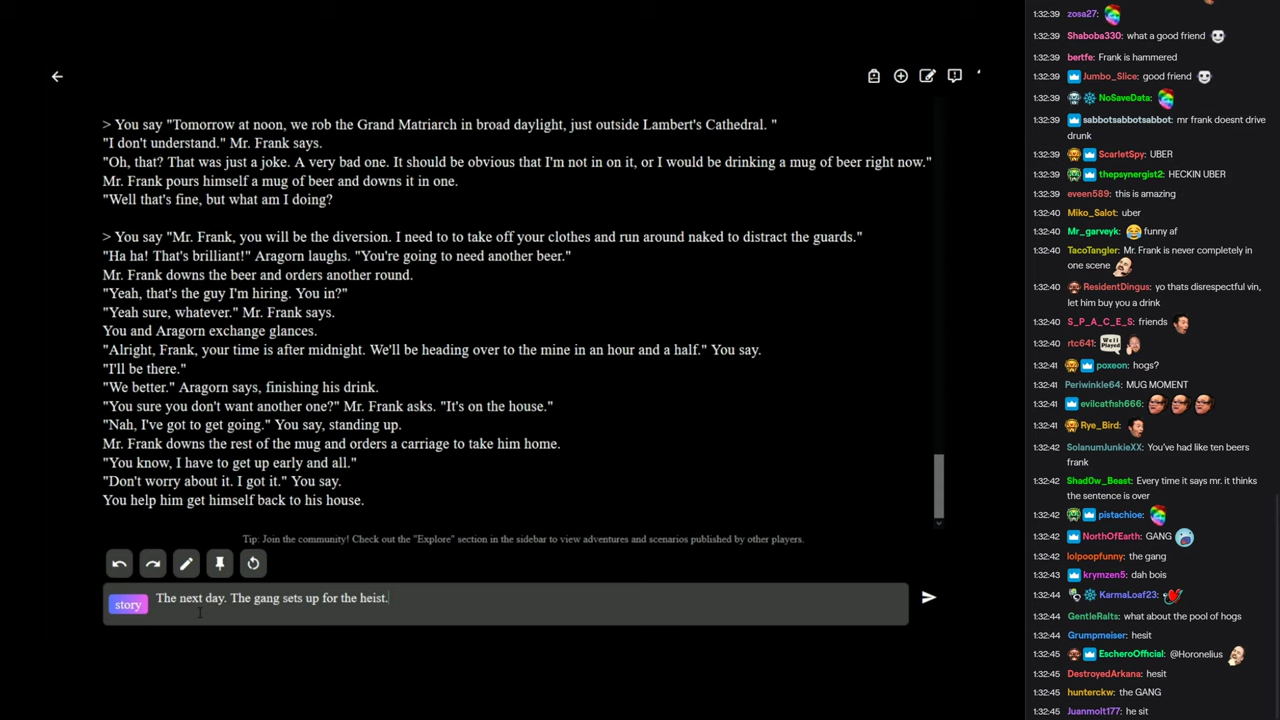 > You say "Tomorrow at noon, we rob the Grand Matriarch in broad daylight, just outside Lambert's Cathedral. "
"I don't understand." Mr. Frank says.
"Oh, that? That was just a joke. A very bad one. It should be obvious that I'm not in on it, or I would be drinking a mug of beer right now."
Mr. Frank pours himself a mug of beer and downs it in one.
"Well that's fine, but what am I doing?
> You say "Mr. Frank, you will be the diversion. I need to to take off your clothes and run around naked to distract the guards."
"Ha ha! That's brilliant!" Aragorn laughs. "You're going to need another beer."
Mr. Frank downs the beer and orders another round.
"Yeah, that's the guy I'm hiring. You in?"
"Yeah sure, whatever." Mr. Frank says.
You and Aragorn exchange glances.
"Alright, Frank, your time is after midnight. We'll be heading over to the mine in an hour and a half." You say.
"I'll be there."
"We better." Aragorn says, finishing his drink.
"You sure you don't want another one?" Mr. Frank asks. "It's on the house."
"Nah, I've got to get going." You say, standing up.
Mr. Frank downs the rest of the mug and orders a carriage to take him home.
"You know, I have to get up early and all."
"Don't worry about it. I got it." You say.
You help him get himself back to his house.
Tip: Join the community! Check out the "Explore" section in the sidebar to view adventures and scenarios published by other players.
story The next day. The gang sets up for the heist.
1:32:39 zosa27:
1:32:39 Shaboba330: what a good friend
1:32:39 bertfe: Frank is hammered
1:32:39 Jumbo_Slice: good friend
1:32:39 NoSaveData:
1:32:39 sabbotsabbotsabbot: mr frank doesnt drive
drunk
1:32:39 ScarletSpy: UBER
1:32:39 thepsynergist2: HECKIN UBER
1:32:39 eveen589: this is amazing
1:32:40 Miko_Salot: uber
1:32:40 Mr_garveyk: funny af
1:32:40 TacoTangler: Mr. Frank is never completely in
one scene
1:32:40 ResidentDingus: yo thats disrespectful vin,
let him buy you a drink
1:32:40 S_P_A_C_E_S: friends
1:32:40 rtc641: Well Played
1:32:41 poxeon: hogs?
1:32:41 Periwinkle64: MUG MOMENT
1:32:41 evilcatfish666:
1:32:41 Rye_Bird:
1:32:42 SolanumJunkieXX: You've had like ten beers
frank
1:32:42 Shad0w_Beast: Every time it says mr. it thinks
the sentence is over
1:32:42 pistachioe:
1:32:42 NorthOfEarth: GANG
1:32:42 lolpoopfunny: the gang
1:32:43 krymzen5: dah bois
1:32:44 KarmaLoaf23:
1:32:44 GentleRalts: what about the pool of hogs
1:32:44 Grumpmeiser: hesit
1:32:45 EscheroOfficial: @Horonelius
1:32:45 DestroyedArkana: hesit
1:32:45 hunterckw: the GANG
1:32:45 Juanmolt177: he sit